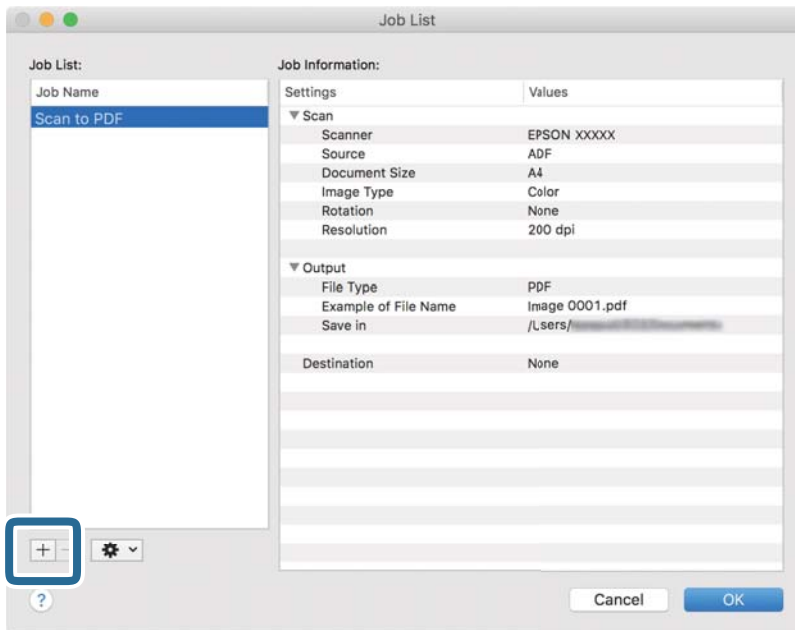 Job List
Job List:
Job Information:
Job Name
Settings Values
Scan to PDF
Scan
Scanner EPSON XXXXX
Source ADF
Document Size A4
Image Type Color
Rotation None
Resolution 200 dpi
Output
File Type PDF
Example of File Name Image 0001.pdf
Save in /Users/
Destination None
+ -
? Cancel OK